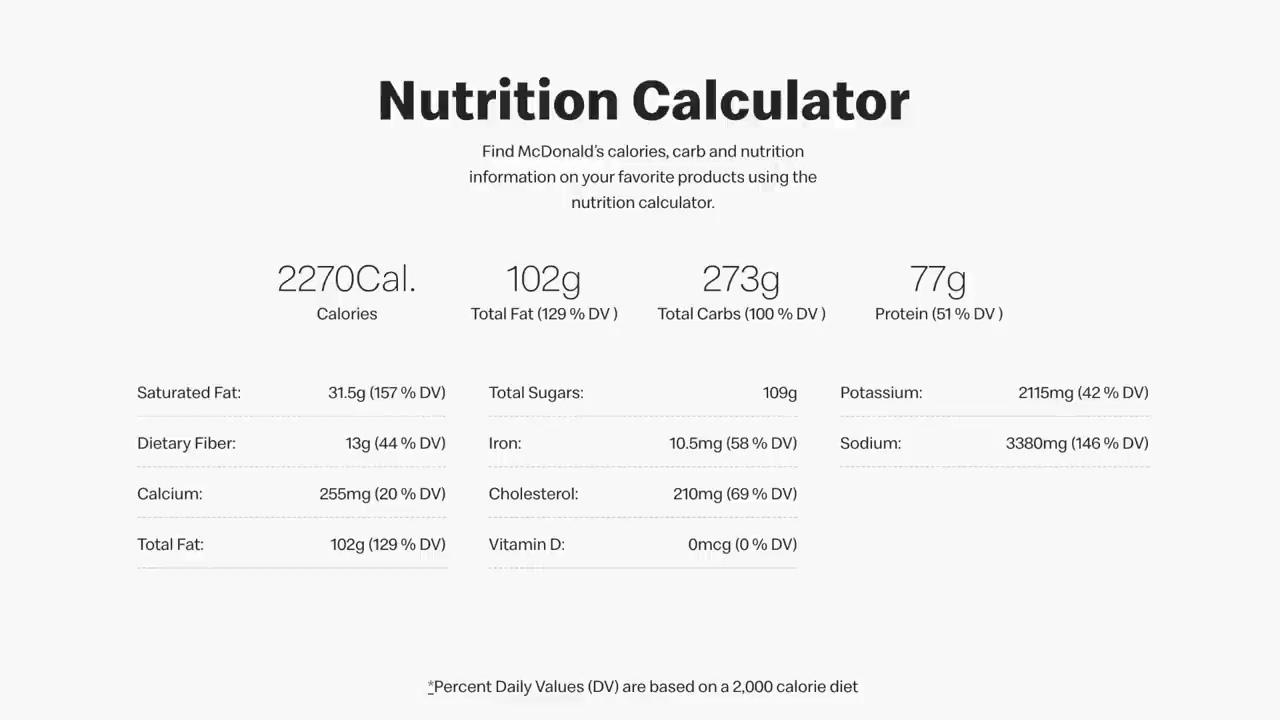 Nutrition Calculator
Find McDonald's calories, carb and nutrition
information on your favorite products using the
nutrition calculator.
2270Cal.
Calories
102g
Total Fat (129 % DV )
273g
Total Carbs (100 % DV )
77g
Protein (51 % DV )
Saturated Fat: 31.5g (157 % DV)
Dietary Fiber: 13g (44 % DV)
Calcium: 255mg (20 % DV)
Total Fat: 102g (129 % DV)
Total Sugars: 109g
Iron: 10.5mg (58 % DV)
Cholesterol: 210mg (69 % DV)
Vitamin D: 0mcg (0 % DV)
Potassium: 2115mg (42 % DV)
Sodium: 3380mg (146 % DV)
*Percent Daily Values (DV) are based on a 2,000 calorie diet